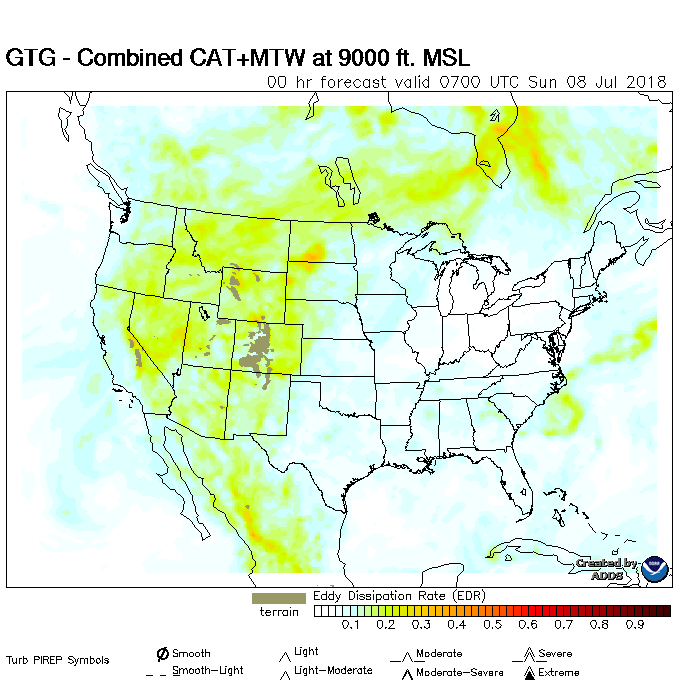 GTG - Combined CAT+MTW at 9000 ft. MSL
00 hr forecast valid 0700 UTC Sun 08 Jul 2018
Created by
ADDS
Eddy Dissipation Rate (EDR)
terrain
0.1 0.2 0.3 0.4 0.5 0.6 0.7 0.8 0.9
Turb PIREP Symbols
Smooth Light Moderate Severe
Smooth-Light Light-Moderate Moderate-Severe Extreme